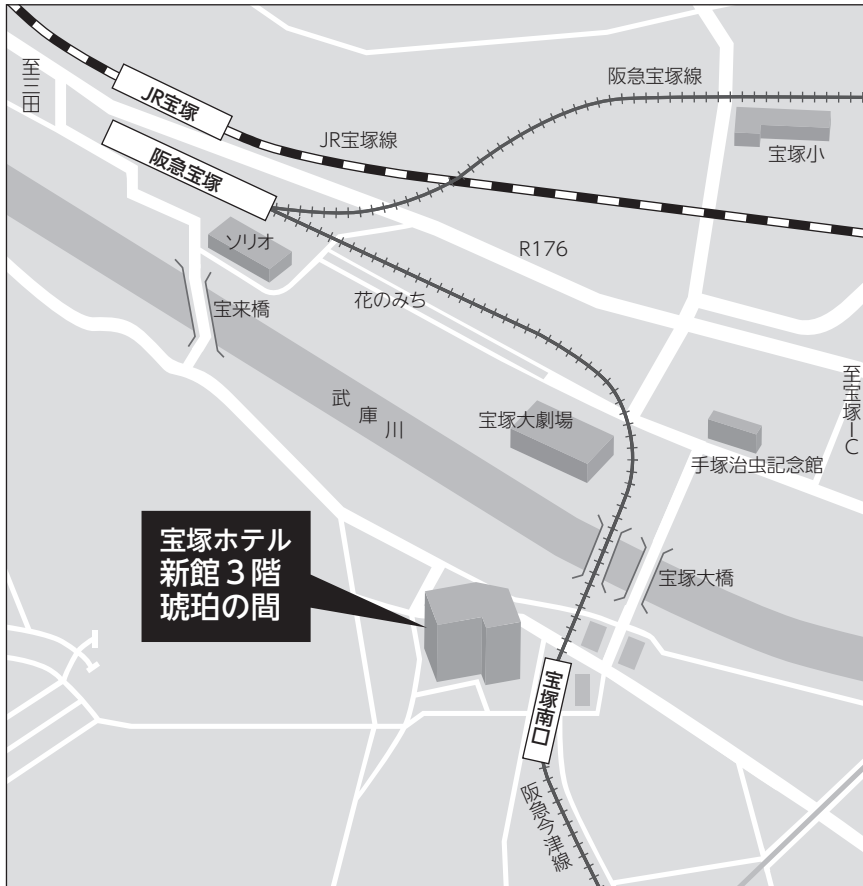 至三田
JR宝塚
阪急宝塚
JR宝塚線
阪急宝塚線
宝塚小
ソリオ
R176
花のみち
宝来橋
武庫川
宝塚大劇場
至宝塚IC
手塚治虫記念館
宝塚大橋
宝塚ホテル
新館3階
琥珀の間
宝塚南口
阪急今津線